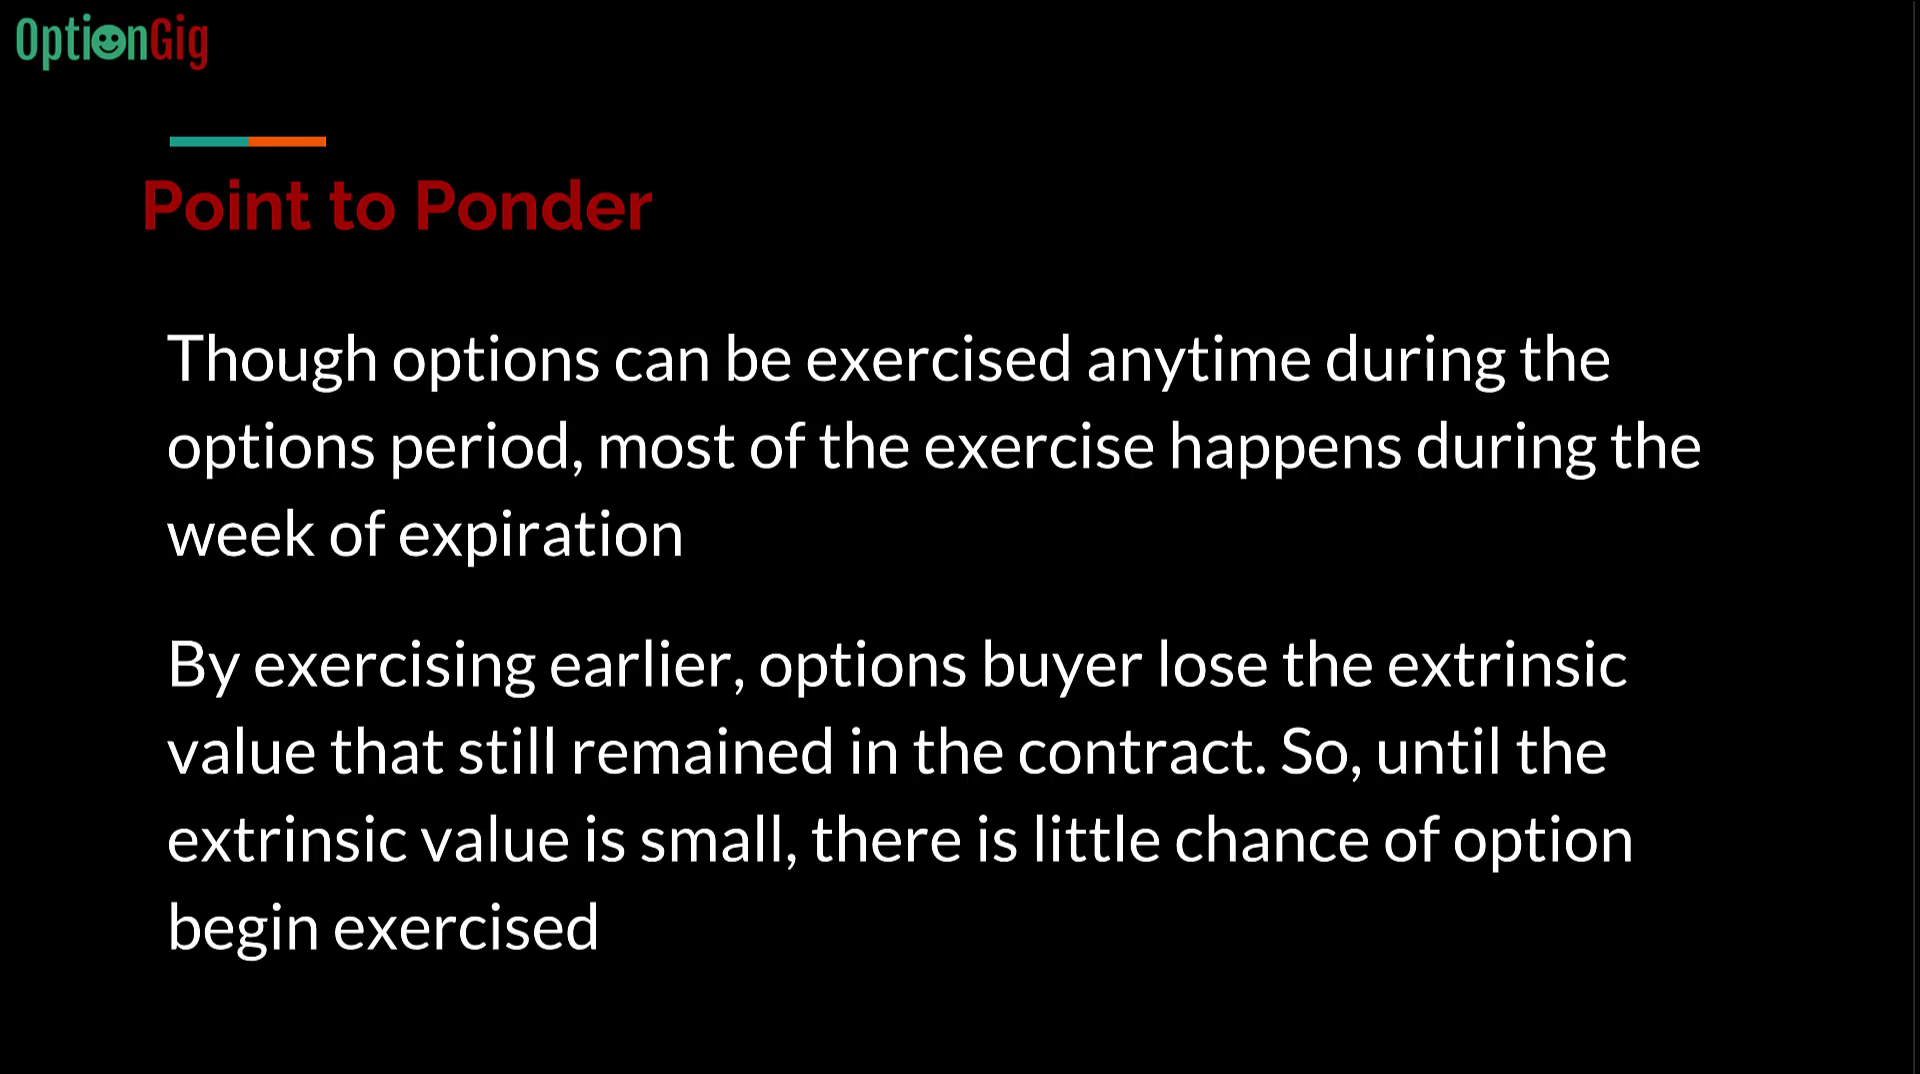 OptionGig
Point to Ponder
Though options can be exercised anytime during the
options period, most of the exercise happens during the
week of expiration
By exercising earlier, options buyer lose the extrinsic
value that still remained in the contract. So, until the
extrinsic value is small, there is little chance of option
begin exercised